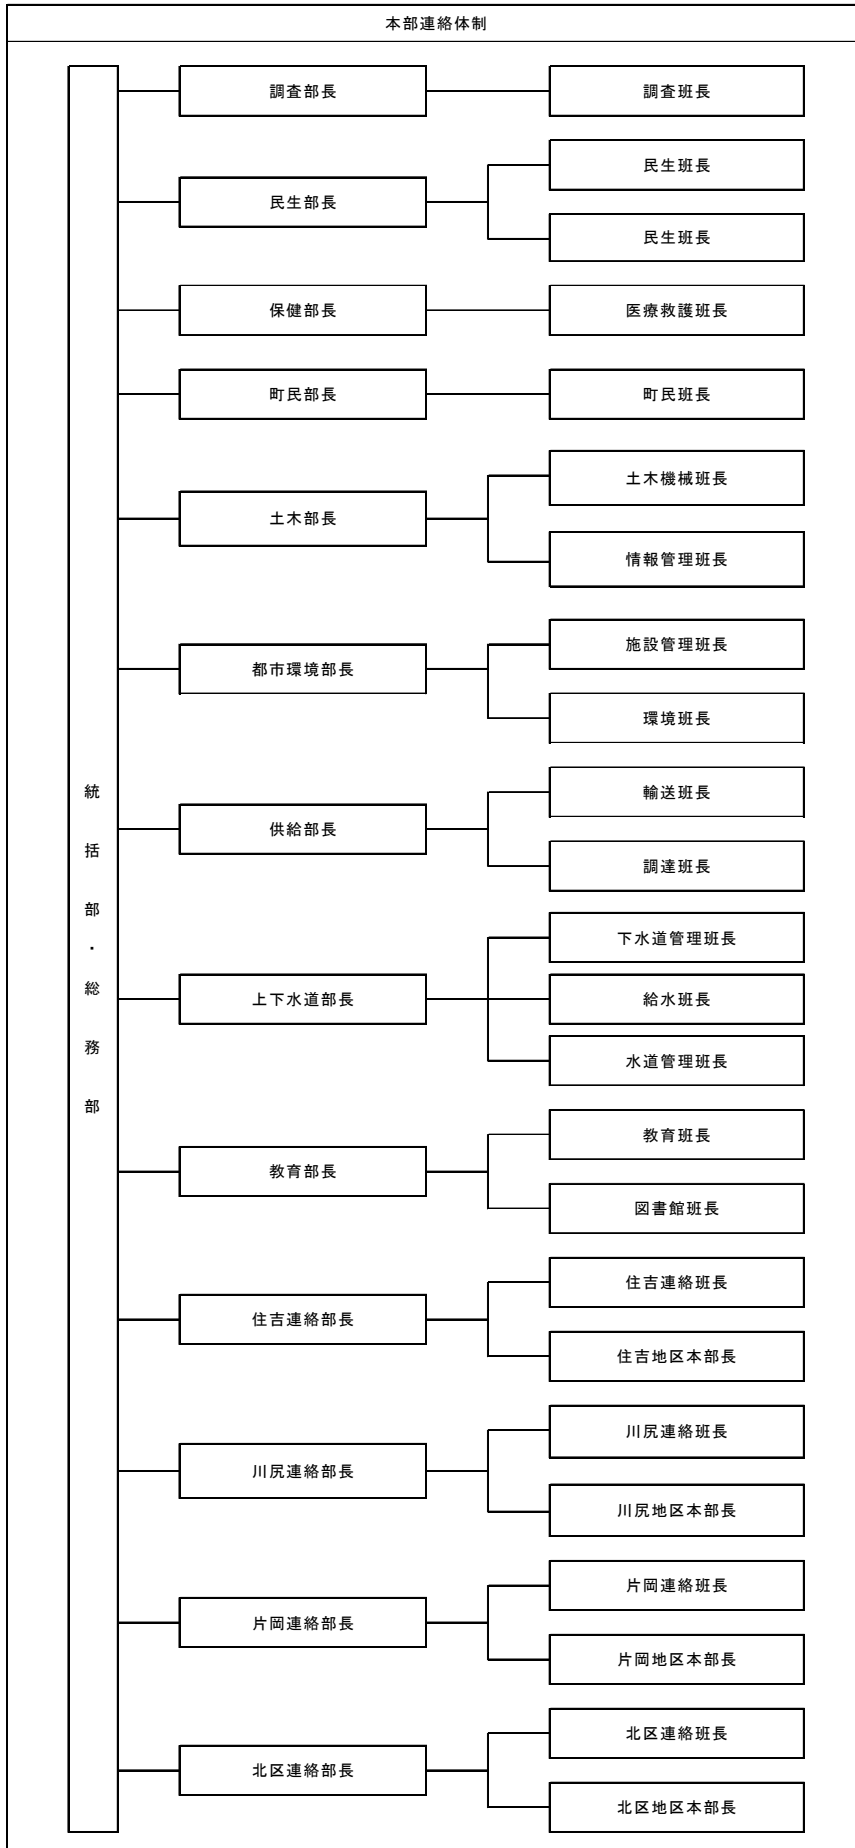 本部連絡体制
統括部・総務部
調査部長
調査班長
民生部長
民生班長
民生班長
保健部長
医療救護班長
町民部長
町民班長
土木部長
土木機械班長
情報管理班長
都市環境部長
施設管理班長
環境班長
供給部長
輸送班長
調達班長
上下水道部長
下水道管理班長
給水班長
水道管理班長
教育部長
教育班長
図書館班長
住吉連絡部長
住吉連絡班長
住吉地区本部長
川尻連絡部長
川尻連絡班長
川尻地区本部長
片岡連絡部長
片岡連絡班長
片岡地区本部長
北区連絡部長
北区連絡班長
北区地区本部長